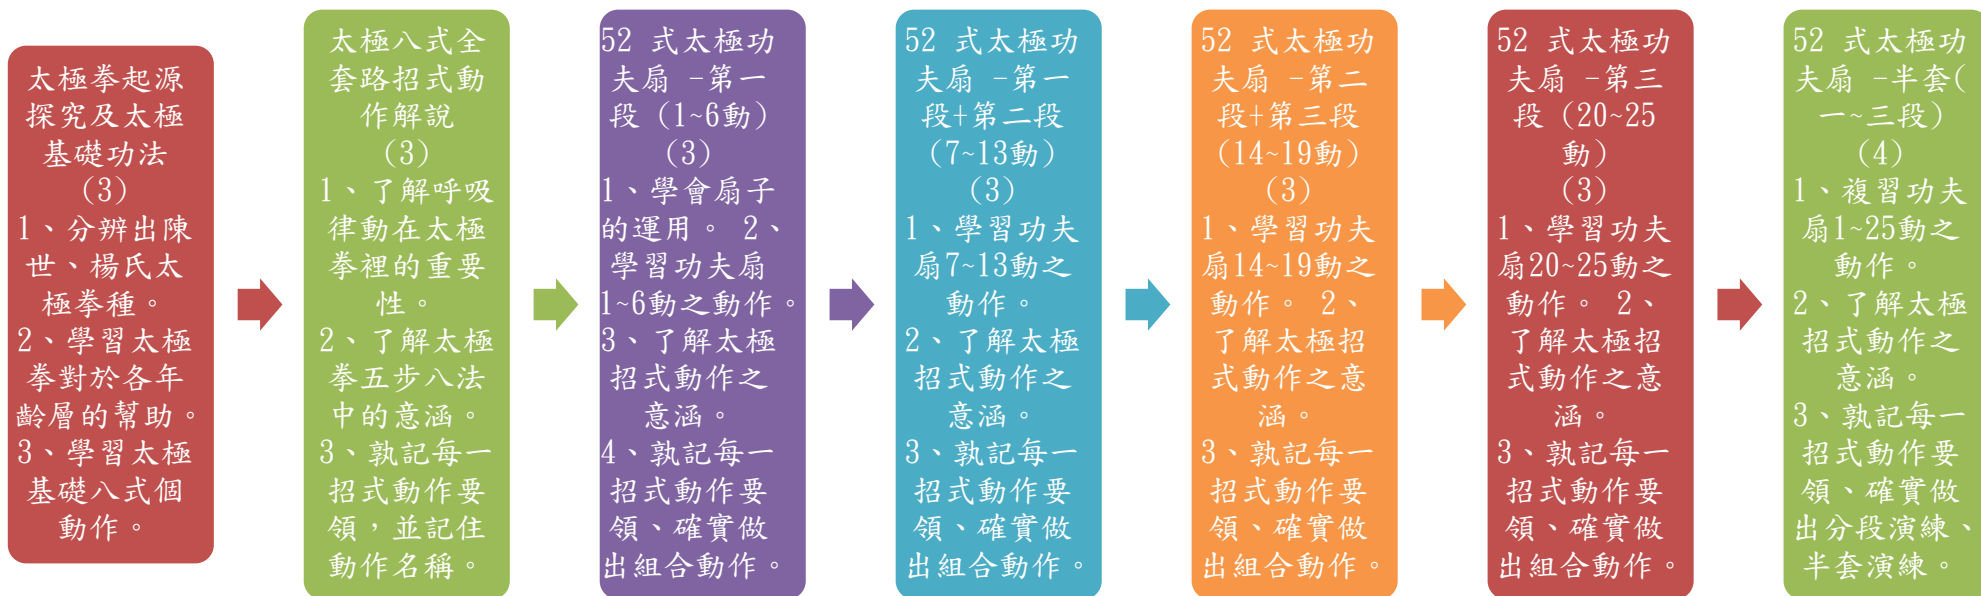 太極拳起源
探究及太極
基礎功法
(3)
1、分辨出陳
世、楊氏太
極拳種。
2、學習太極
拳對於各年
齡層的幫助。
3、學習太極
基礎八式個
動作。
太極八式全
套路招式動
作解說
(3)
1、了解呼吸
律動在太極
拳裡的重要
性。
2、了解太極
拳五步八法
中的意涵。
3、孰記每一
招式動作要
領，並記住
動作名稱。
52 式太極功
夫扇 -第一
段 (1~6動)
(3)
1、學會扇子
的運用。 2、
學習功夫扇
1~6動之動作。
3、了解太極
招式動作之
意涵。
4、孰記每一
招式動作要
領、確實做
出組合動作。
52 式太極功
夫扇 -第一
段+第二段
(7~13動)
(3)
1、學習功夫
扇7~13動之
動作。
2、了解太極
招式動作之
意涵。
3、孰記每一
招式動作要
領、確實做
出組合動作。
52 式太極功
夫扇 -第二
段+第三段
(14~19動)
(3)
1、學習功夫
扇14~19動之
動作。 2、
了解太極招
式動作之意
涵。
3、孰記每一
招式動作要
領、確實做
出組合動作。
52 式太極功
夫扇 -第三
段 (20~25
動)
(3)
1、學習功夫
扇20~25動之
動作。 2、
了解太極招
式動作之意
涵。
3、孰記每一
招式動作要
領、確實做
出組合動作。
52 式太極功
夫扇 -半套(
一~三段)
(4)
1、複習功夫
扇1~25動之
動作。
2、了解太極
招式動作之
意涵。
3、孰記每一
招式動作要
領、確實做
出分段演練、
半套演練。